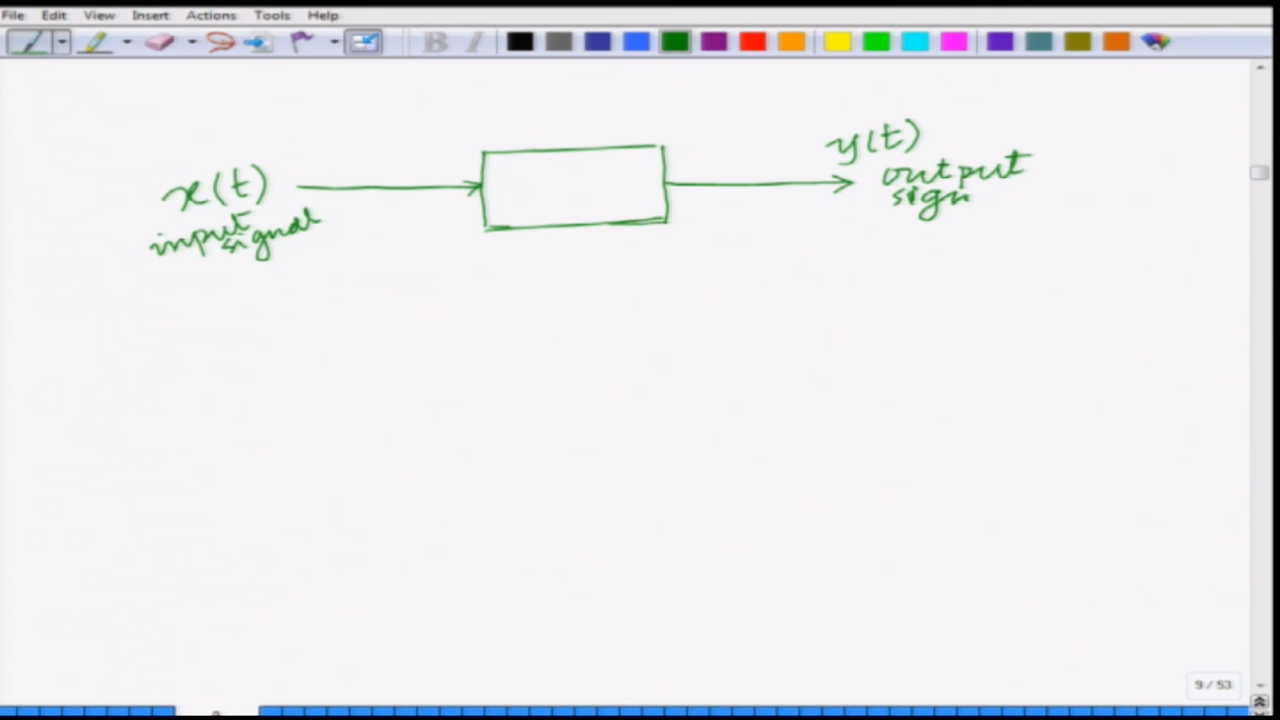 File Edit View Insert Actions Tools Help
B I
y(t)
output
sign
x(t)
input
signal
9 / 53